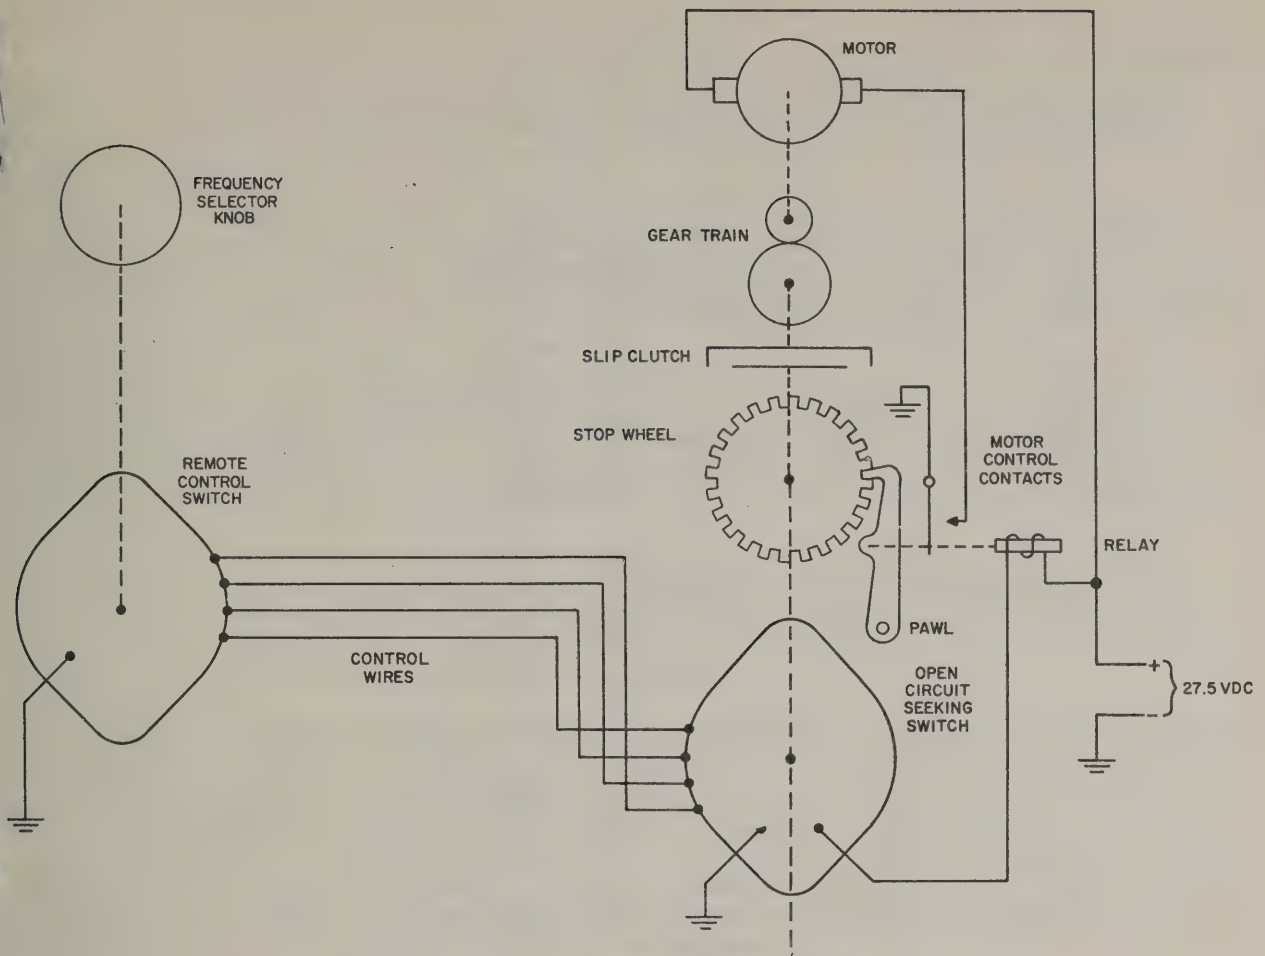 MOTOR
FREQUENCY
SELECTOR
KNOB
GEAR TRAIN
SLIP CLUTCH
STOP WHEEL
MOTOR
CONTROL
CONTACTS
REMOTE
CONTROL
SWITCH
RELAY
PAWL
CONTROL
WIRES
OPEN
CIRCUIT
SEEKING
SWITCH
+
27.5 VDC
-